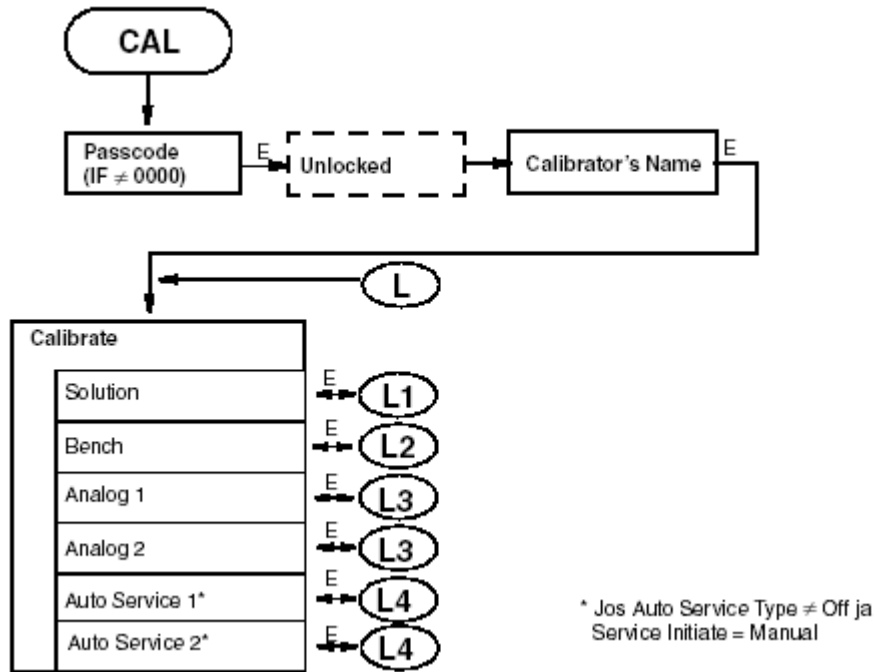 CAL
Passcode
(IF ≠ 0000)
E
Unlocked
Calibrator's Name
E
L
Calibrate
Solution
E
L1
Bench
E
L2
Analog 1
E
L3
Analog 2
E
L3
Auto Service 1*
E
L4
Auto Service 2*
E
L4
* Jos Auto Service Type ≠ Off ja
Service Initiate = Manual